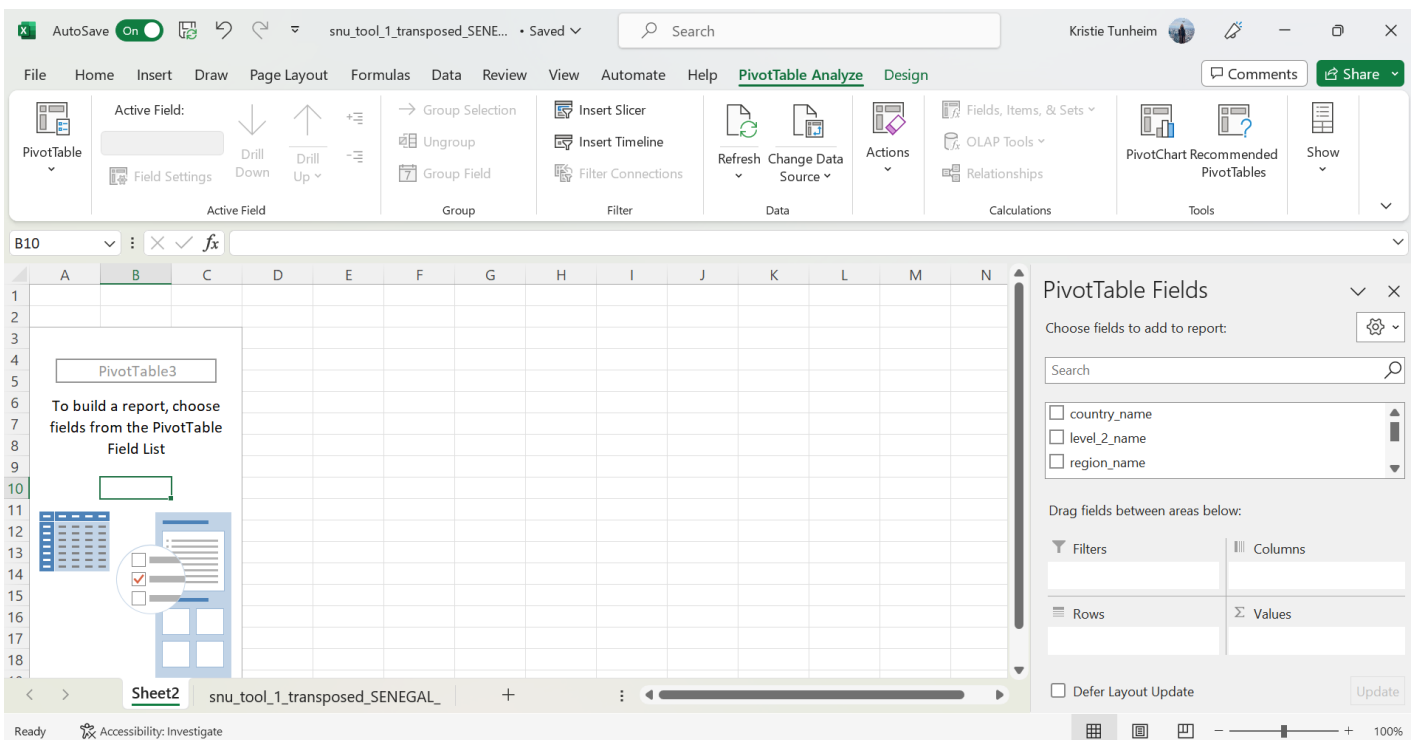 AutoSave On snu_tool_1_transposed_SENE... • Saved Search Kristie Tunheim
File Home Insert Draw Page Layout Formulas Data Review View Automate Help PivotTable Analyze Design Comments Share
PivotTable
Active Field:
Field Settings
Drill Down
Drill Up
Active Field
Group Selection
Ungroup
Group Field
Group
Insert Slicer
Insert Timeline
Filter Connections
Filter
Refresh
Change Data Source
Data
Actions
Fields, Items, & Sets
OLAP Tools
Relationships
Calculations
PivotChart
Recommended PivotTables
Tools
Show
B10 fx
A B C D E F G H I J K L M N
1
2
3
4
5
6
7
8
9
10
11
12
13
14
15
16
17
18
PivotTable3
To build a report, choose
fields from the PivotTable
Field List
PivotTable Fields
Choose fields to add to report:
Search
country_name
level_2_name
region_name
Drag fields between areas below:
Filters
Columns
Rows
Σ Values
Defer Layout Update Update
Sheet2 snu_tool_1_transposed_SENEGAL_
Ready Accessibility: Investigate 100%